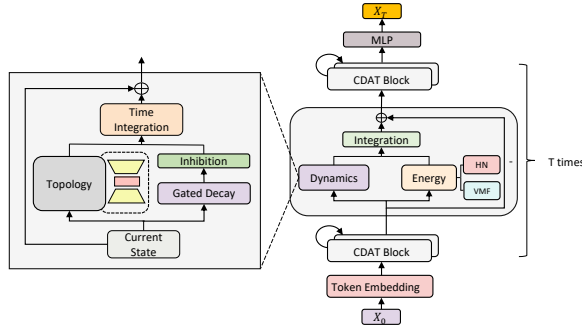 X_T
MLP
CDAT Block
Time
Integration
Integration
Inhibition
Topology
Dynamics
Energy
HN
VMF
-
T times
Gated Decay
Current
State
CDAT Block
Token Embedding
X_0